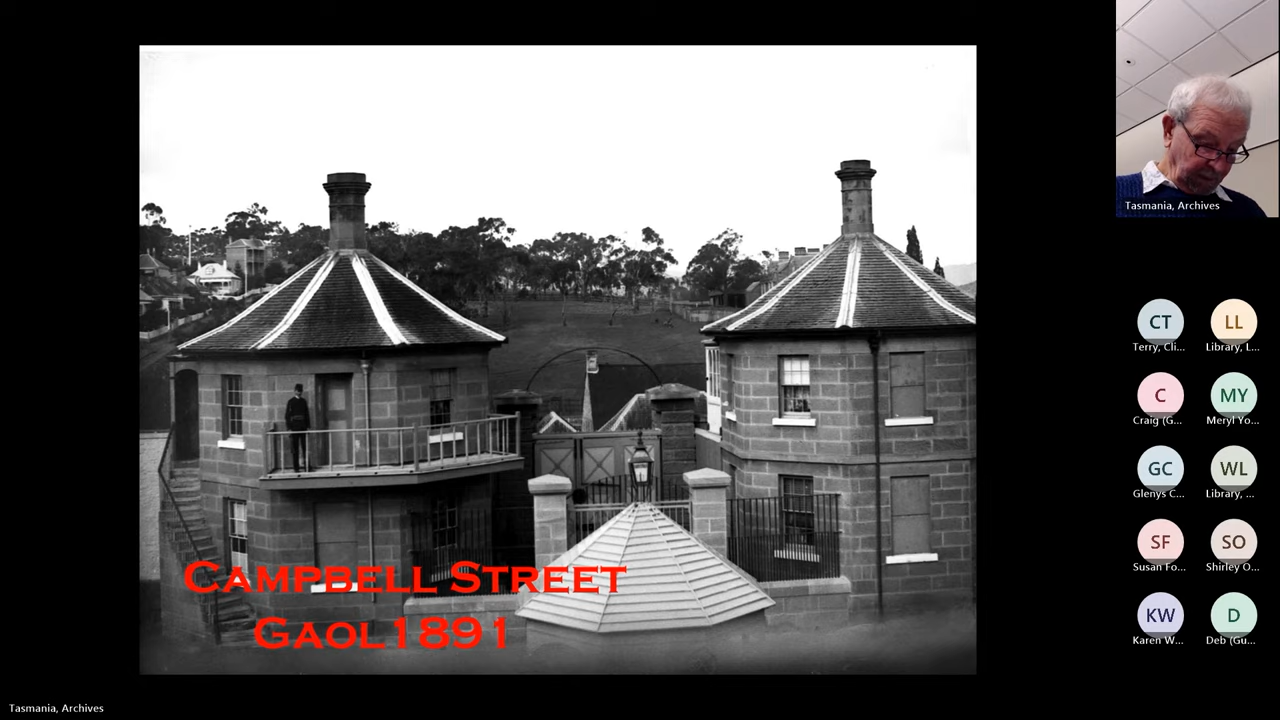 Campbell Street
Gaol 1891
Tasmania, Archives
CT
Terry, Cli...
LL
Library, L...
C
Craig (G...
MY
Meryl Yo...
GC
Glenys C...
WL
Library, ...
SF
Susan Fo...
SO
Shirley O...
KW
Karen W...
D
Deb (Gu...
Tasmania, Archives